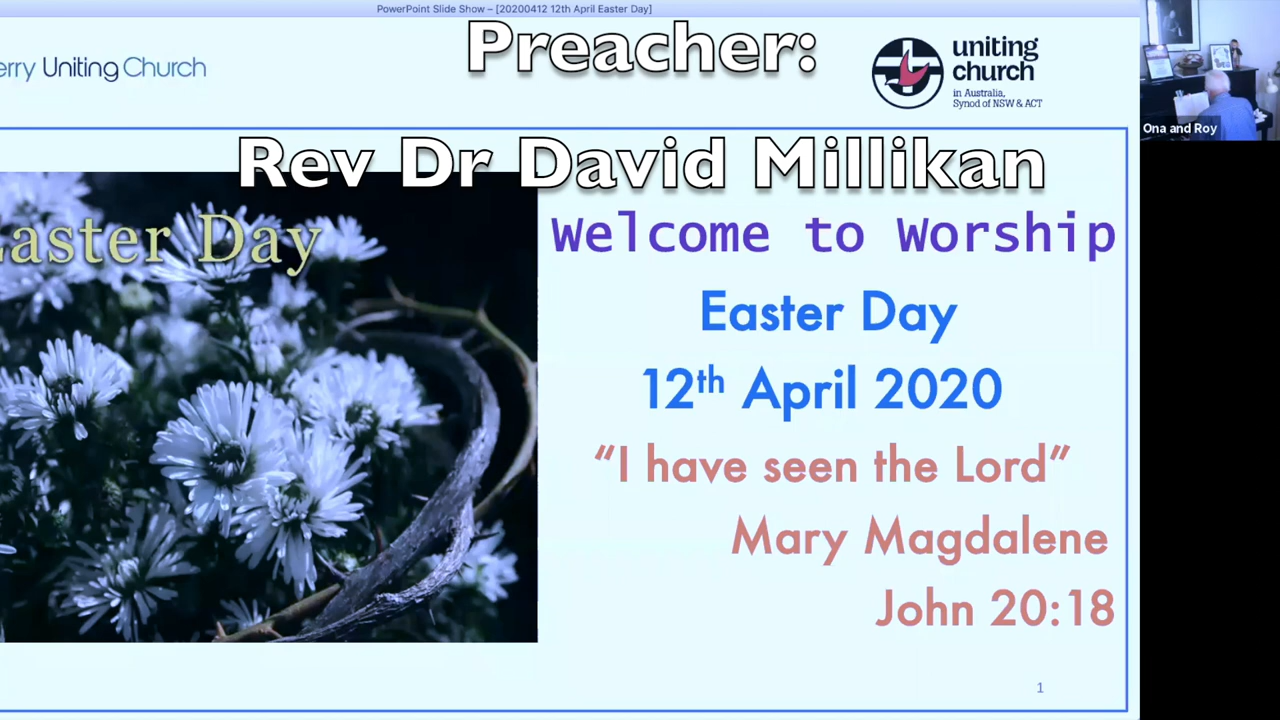 PowerPoint Slide Show – [20200412 12th April Easter Day]
Preacher:
Uniting Church
uniting
church
in Australia,
Synod of NSW & ACT
Ona and Roy
Rev Dr David Millikan
Easter Day
Welcome to Worship
Easter Day
12th April 2020
“I have seen the Lord”
Mary Magdalene
John 20:18
1